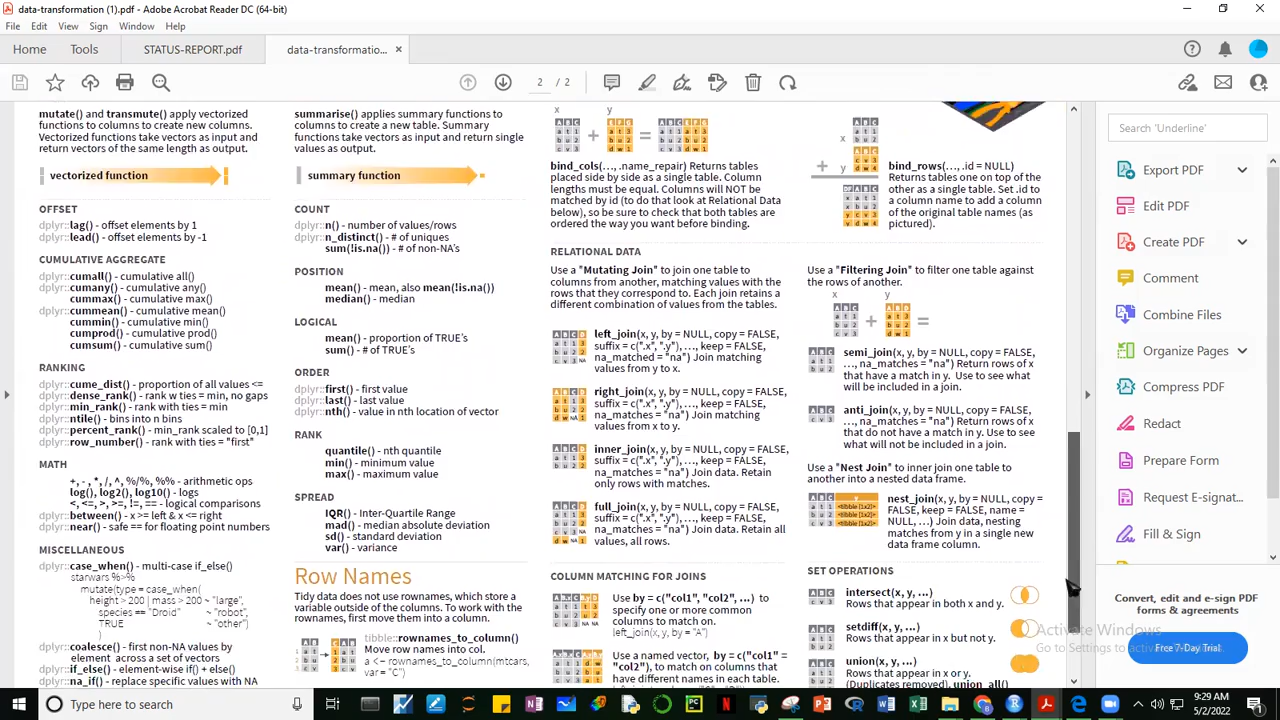 data-transformation (1).pdf - Adobe Acrobat Reader DC (64-bit)
File Edit View Sign Window Help
Home Tools STATUS-REPORT.pdf data-transformatio... ×
2 / 2
mutate() and transmute() apply vectorized
functions to columns to create new columns.
Vectorized functions take vectors as input and
return vectors of the same length as output.
vectorized function
OFFSET
dplyr::lag() - offset elements by 1
dplyr::lead() - offset elements by -1
CUMULATIVE AGGREGATE
dplyr::cumall() - cumulative all()
dplyr::cumany() - cumulative any()
cummax() - cumulative max()
dplyr::cummean() - cumulative mean()
cummin() - cumulative min()
cumprod() - cumulative prod()
cumsum() - cumulative sum()
RANKING
dplyr::cume_dist() - proportion of all values <=
dplyr::dense_rank() - rank w ties = min, no gaps
dplyr::min_rank() - rank with ties = min
dplyr::ntile() - bins into n bins
dplyr::percent_rank() - min_rank scaled to [0,1]
dplyr::row_number() - rank with ties = "first"
MATH
+, - , *, /, ^, %/%, %% - arithmetic ops
log(), log2(), log10() - logs
<, <=, >, >=, !=, == - logical comparisons
dplyr::between() - x >= left & x <= right
dplyr::near() - safe == for floating point numbers
MISCELLANEOUS
dplyr::case_when() - multi-case if_else()
starwars %>%
mutate(type = case_when(
height > 200 | mass > 200 ~ "large",
species == "Droid" ~ "robot",
TRUE ~ "other")
)
dplyr::coalesce() - first non-NA values by
element across a set of vectors
dplyr::if_else() - element-wise if() + else()
dplyr::na_if() - replace specific values with NA
summarise() applies summary functions to
columns to create a new table. Summary
functions take vectors as input and return single
values as output.
summary function
COUNT
dplyr::n() - number of values/rows
dplyr::n_distinct() - # of uniques
sum(!is.na()) - # of non-NA's
POSITION
mean() - mean, also mean(!is.na())
median() - median
LOGICAL
mean() - proportion of TRUE's
sum() - # of TRUE's
ORDER
dplyr::first() - first value
dplyr::last() - last value
dplyr::nth() - value in nth location of vector
RANK
quantile() - nth quantile
min() - minimum value
max() - maximum value
SPREAD
IQR() - Inter-Quartile Range
mad() - median absolute deviation
sd() - standard deviation
var() - variance
Row Names
Tidy data does not use rownames, which store a
variable outside of the columns. To work with the
rownames, first move them into a column.
tibble::rownames_to_column()
Move row names into col.
a <- rownames_to_column(mtcars,
var = "C")
x y
+ =
bind_cols(..., .name_repair) Returns tables
placed side by side as a single table. Column
lengths must be equal. Columns will NOT be
matched by id (to do that look at Relational Data
below), so be sure to check that both tables are
ordered the way you want before binding.
x
+ y
bind_rows(..., .id = NULL)
Returns tables one on top of the
other as a single table. Set .id to
a column name to add a column
of the original table names (as
pictured).
RELATIONAL DATA
Use a "Mutating Join" to join one table to
columns from another, matching values with the
rows that they correspond to. Each join retains a
different combination of values from the tables.
left_join(x, y, by = NULL, copy = FALSE,
suffix = c(".x", ".y"), ..., keep = FALSE,
na_matched = "na") Join matching
values from y to x.
right_join(x, y, by = NULL, copy = FALSE,
suffix = c(".x", ".y"), ..., keep = FALSE,
na_matches = "na") Join matching
values from x to y.
inner_join(x, y, by = NULL, copy = FALSE,
suffix = c(".x", ".y"), ..., keep = FALSE,
na_matches = "na") Join data. Retain
only rows with matches.
full_join(x, y, by = NULL, copy = FALSE,
suffix = c(".x", ".y"), ..., keep = FALSE,
na_matches = "na") Join data. Retain all
values, all rows.
COLUMN MATCHING FOR JOINS
Use by = c("col1", "col2", ...) to
specify one or more common
columns to match on.
left_join(x, y, by = "A")
Use a named vector, by = c("col1" =
"col2"), to match on columns that
have different names in each table.
Use a "Filtering Join" to filter one table against
the rows of another.
x y
+ =
semi_join(x, y, by = NULL, copy = FALSE,
..., na_matches = "na") Return rows of x
that have a match in y. Use to see what
will be included in a join.
anti_join(x, y, by = NULL, copy = FALSE,
..., na_matches = "na") Return rows of x
that do not have a match in y. Use to see
what will not be included in a join.
Use a "Nest Join" to inner join one table to
another into a nested data frame.
nest_join(x, y, by = NULL, copy =
FALSE, keep = FALSE, name =
NULL, ...) Join data, nesting
matches from y in a single new
data frame column.
SET OPERATIONS
intersect(x, y, ...)
Rows that appear in both x and y.
setdiff(x, y, ...)
Rows that appear in x but not y.
union(x, y, ...)
Rows that appear in x or y.
(Duplicates removed). union_all()
Search 'Underline'
Export PDF
Edit PDF
Create PDF
Comment
Combine Files
Organize Pages
Compress PDF
Redact
Prepare Form
Request E-signat...
Fill & Sign
Convert, edit and e-sign PDF
forms & agreements
Free 7-Day Trial
Activate Windows
Go to Settings to activate Windows.
Type here to search
9:29 AM
5/2/2022